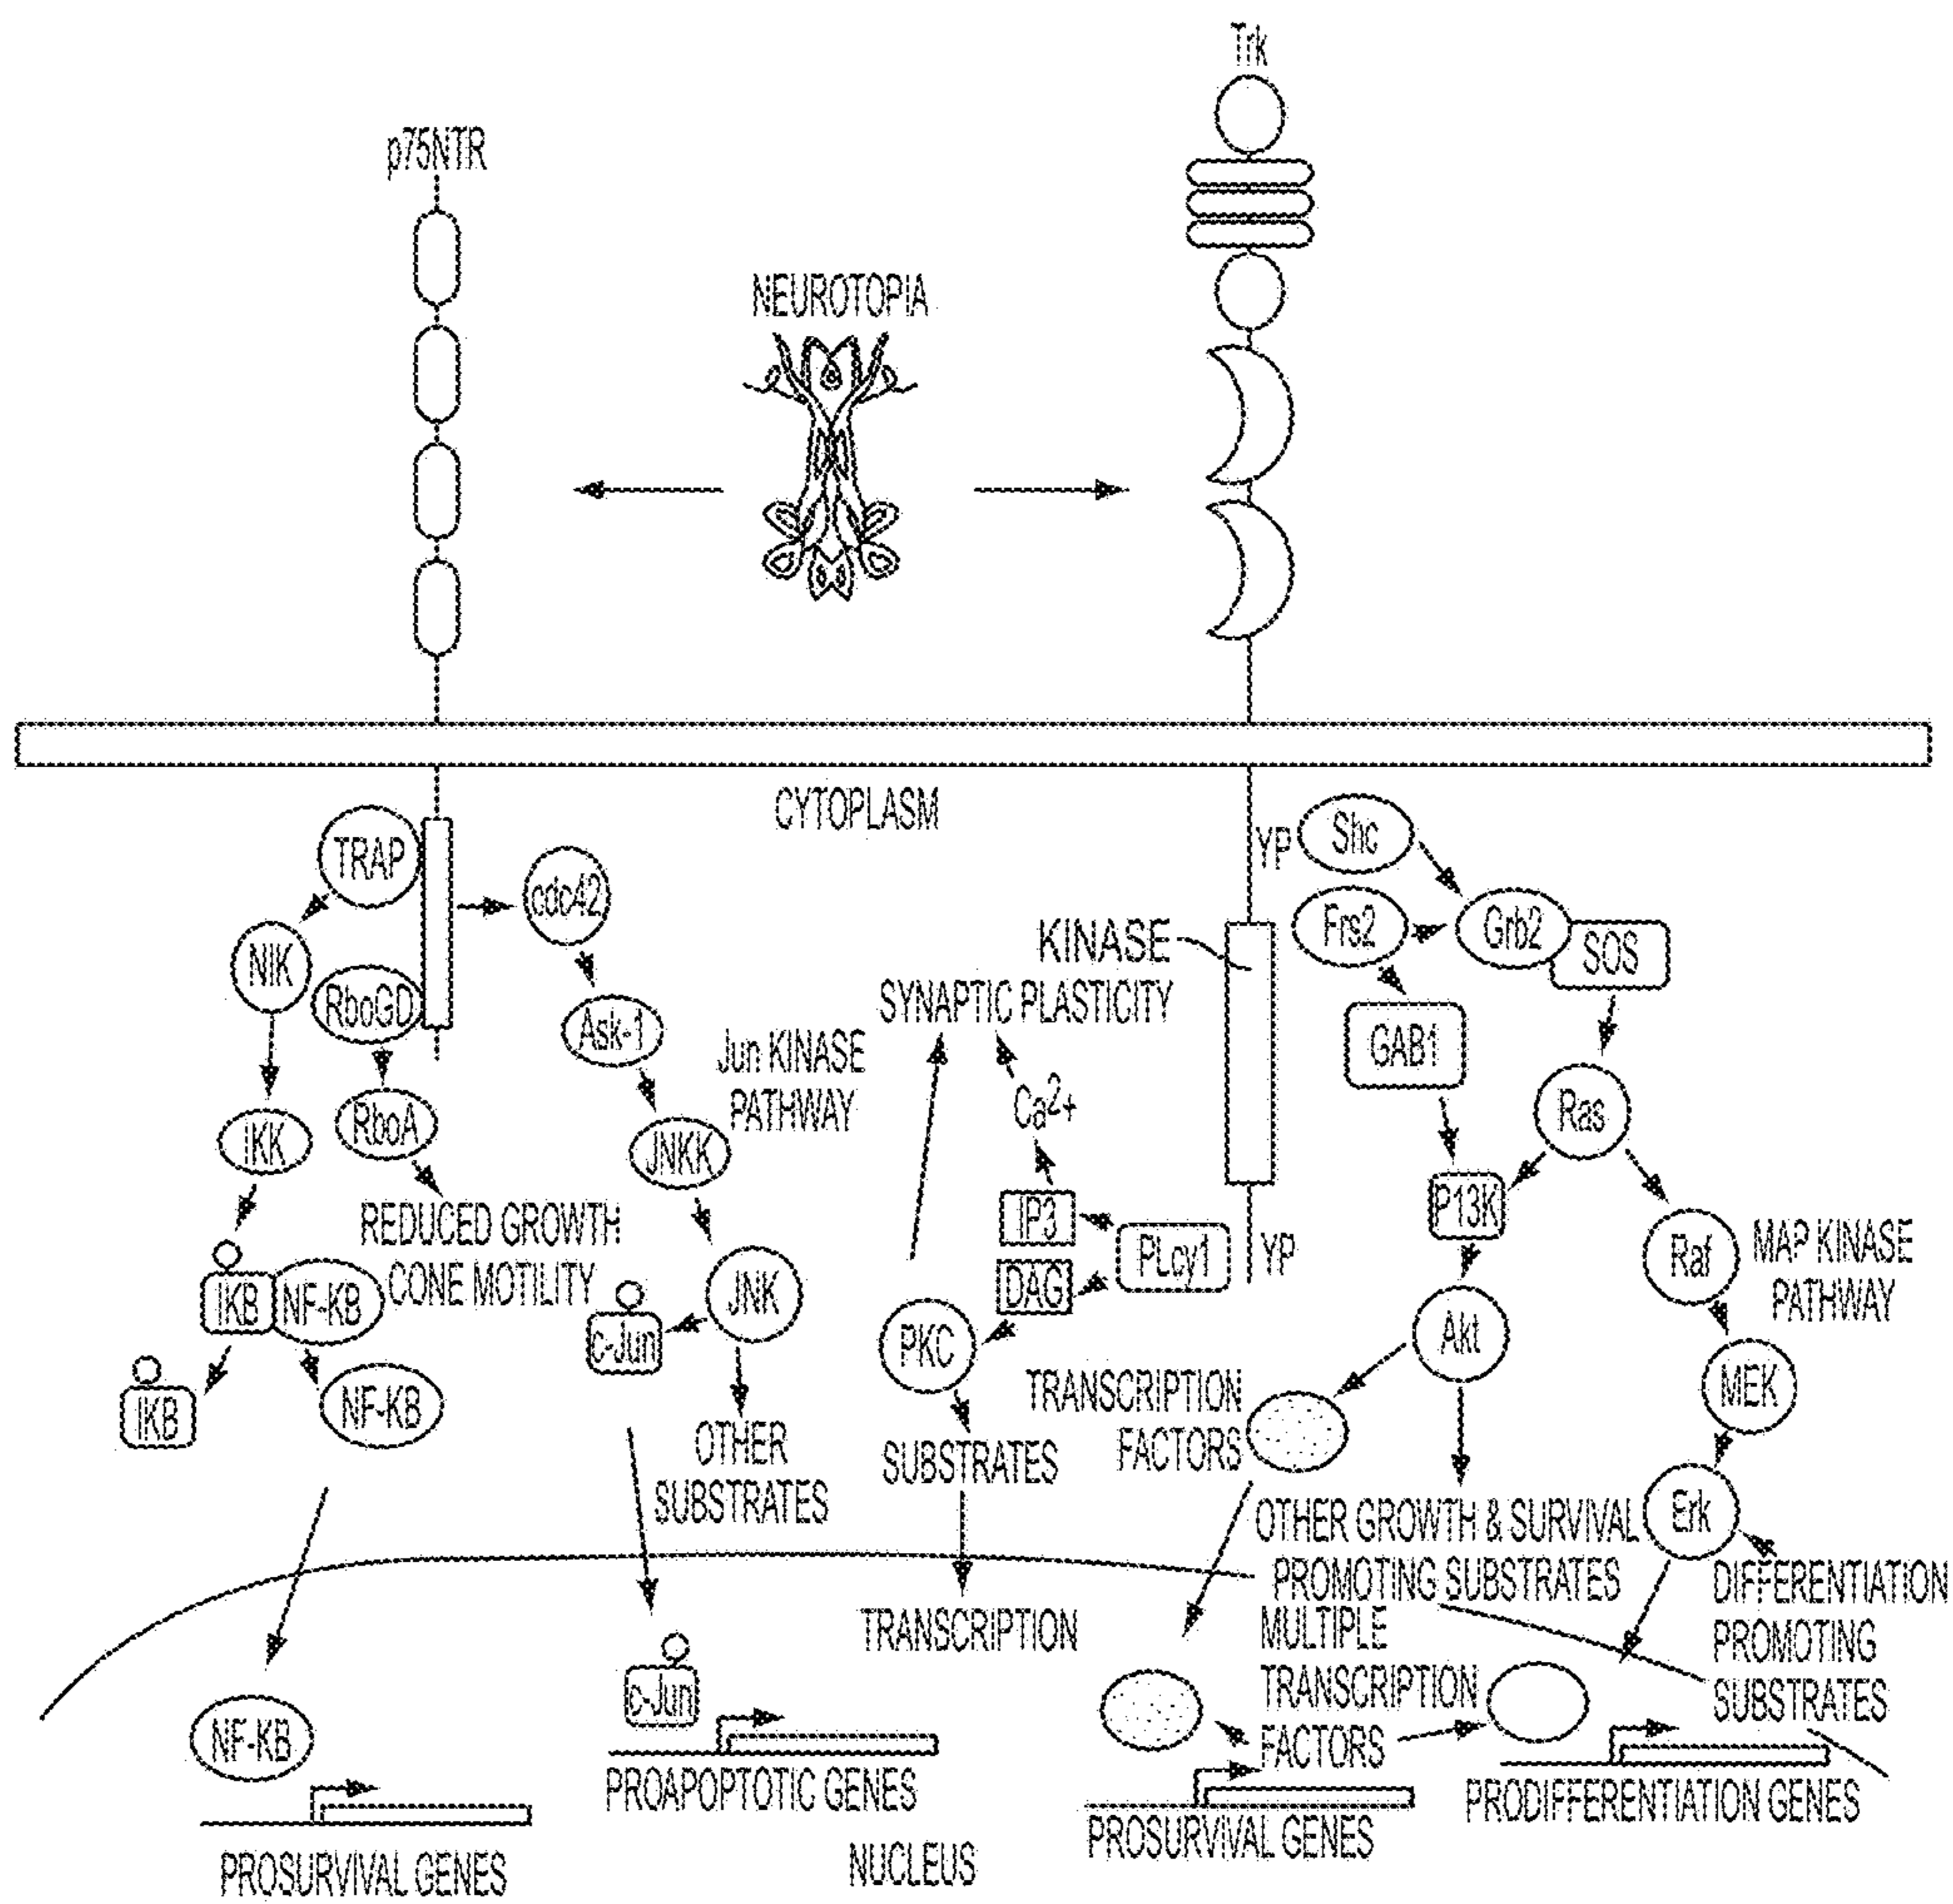 Trk
p75NTR
NEUROTOPIA
CYTOPLASM
TRAP
cdc42
YP
Shc
NIK
RboGD
KINASE
Frs2
Grb2
SOS
SYNAPTIC PLASTICITY
Ask-1
Jun KINASE
PATHWAY
GAB1
Ca2+
Ras
IKK
RboA
JNKK
REDUCED GROWTH
CONE MOTILITY
IP3
DAG
PLcy1
YP
P13K
Raf
MAP KINASE
PATHWAY
IKB
NF-KB
JNK
c-Jun
PKC
Akt
MEK
IKB
NF-KB
TRANSCRIPTION
FACTORS
OTHER
SUBSTRATES
SUBSTRATES
OTHER GROWTH & SURVIVAL
PROMOTING SUBSTRATES
Erk
DIFFERENTIATION
PROMOTING
SUBSTRATES
TRANSCRIPTION
MULTIPLE
TRANSCRIPTION
FACTORS
c-Jun
NF-KB
PROAPOPTOTIC GENES
PRODIFFERENTIATION GENES
PROSURVIVAL GENES
NUCLEUS
PROSURVIVAL GENES